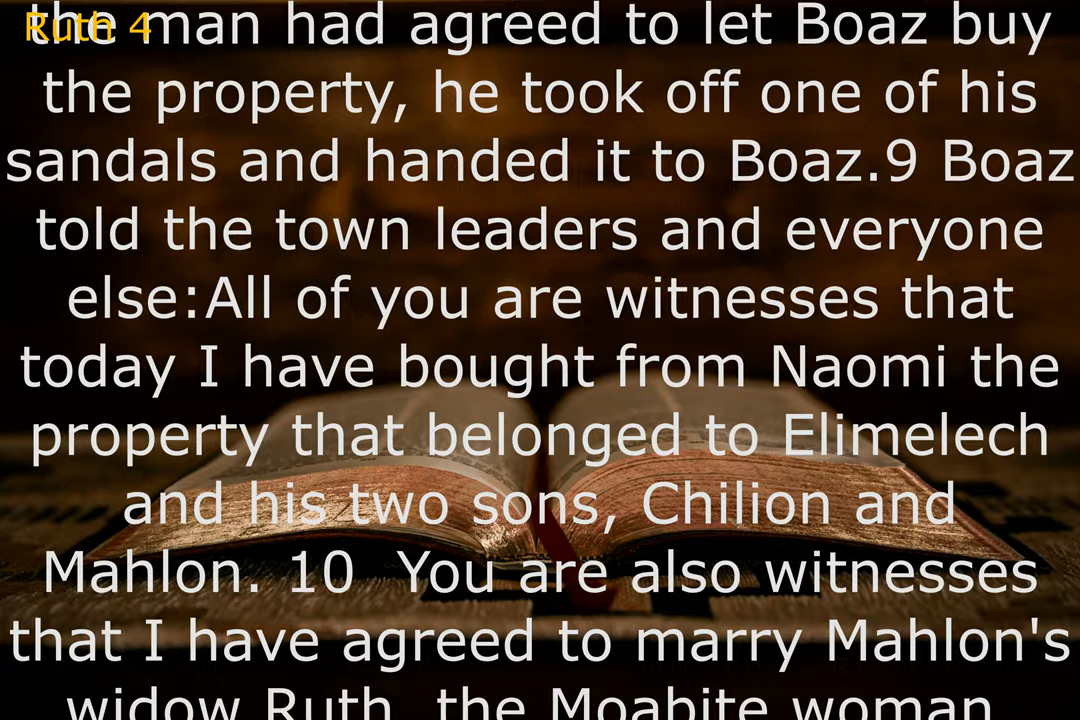 Ruth 4
the man had agreed to let Boaz buy
the property, he took off one of his
sandals and handed it to Boaz.9 Boaz
told the town leaders and everyone
else:All of you are witnesses that
today I have bought from Naomi the
property that belonged to Elimelech
and his two sons, Chilion and
Mahlon. 10  You are also witnesses
that I have agreed to marry Mahlon's
widow Ruth, the Moabite woman